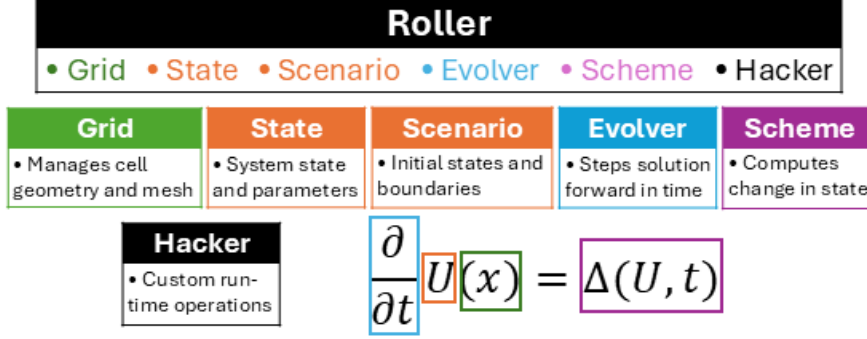 Roller
• Grid • State • Scenario • Evolver • Scheme • Hacker
Grid
• Manages cell
geometry and mesh
State
• System state
and parameters
Scenario
• Initial states and
boundaries
Evolver
• Steps solution
forward in time
Scheme
• Computes
change in state
Hacker
• Custom run-
time operations
∂/∂t U(x) = Δ(U, t)